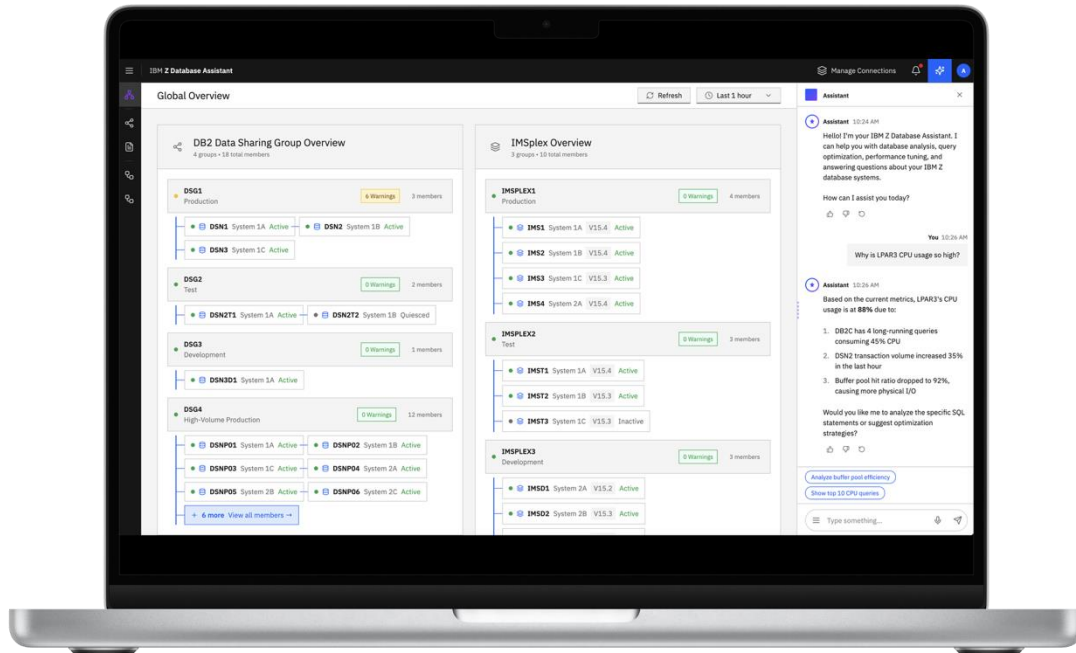 IBM Z Database Assistant
Manage Connections
A
Global Overview
Refresh
Last 1 hour
DB2 Data Sharing Group Overview
4 groups • 18 total members
DSG1
Production
6 Warnings
3 members
DSN1 System 1A Active
DSN2 System 1B Active
DSN3 System 1C Active
DSG2
Test
0 Warnings
2 members
DSN2T1 System 1A Active
DSN2T2 System 1B Quiesced
DSG3
Development
0 Warnings
1 members
DSN3D1 System 1A Active
DSG4
High-Volume Production
0 Warnings
12 members
DSNP01 System 1A Active
DSNP02 System 1B Active
DSNP03 System 1C Active
DSNP04 System 2A Active
DSNP05 System 2B Active
DSNP06 System 2C Active
+ 6 more View all members →
IMSplex Overview
3 groups • 10 total members
IMSPLEX1
Production
0 Warnings
4 members
IMS1 System 1A V15.4 Active
IMS2 System 1B V15.4 Active
IMS3 System 1C V15.3 Active
IMS4 System 2A V15.4 Active
IMSPLEX2
Test
0 Warnings
3 members
IMST1 System 1A V15.4 Active
IMST2 System 1B V15.3 Active
IMST3 System 1C V15.3 Inactive
IMSPLEX3
Development
0 Warnings
3 members
IMSD1 System 2A V15.2 Active
IMSD2 System 2B V15.3 Active
Assistant
Assistant 10:24 AM
Hello! I'm your IBM Z Database Assistant. I
can help you with database analysis, query
optimization, performance tuning, and
answering questions about your IBM Z
database systems.
How can I assist you today?
You 10:26 AM
Why is LPAR3 CPU usage so high?
Assistant 10:26 AM
Based on the current metrics, LPAR3's CPU
usage is at 88% due to:
1. DB2C has 4 long-running queries
consuming 45% CPU
2. DSN2 transaction volume increased 35%
in the last hour
3. Buffer pool hit ratio dropped to 92%,
causing more physical I/O
Would you like me to analyze the specific SQL
statements or suggest optimization
strategies?
Analyze buffer pool efficiency
Show top 10 CPU queries
Type something...